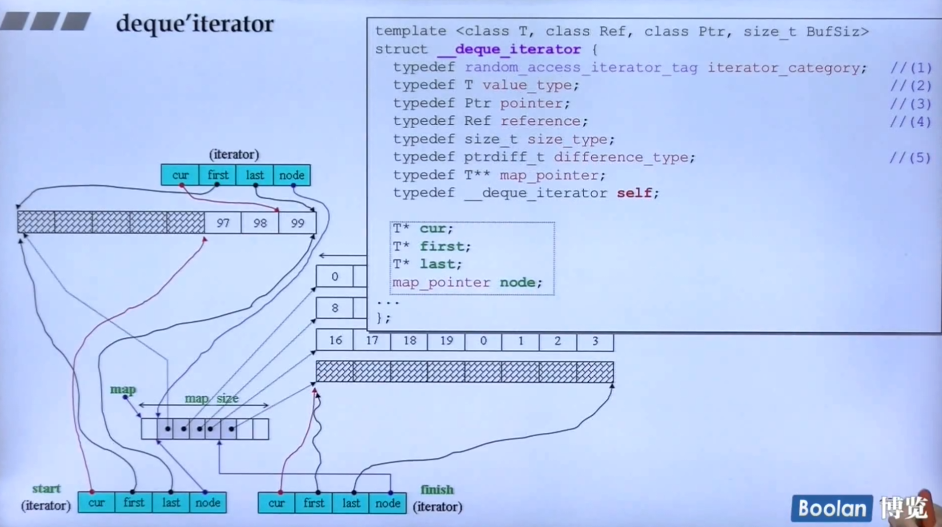 deque'iterator
template <class T, class Ref, class Ptr, size_t BufSiz>
struct __deque_iterator {
typedef random_access_iterator_tag iterator_category; //(1)
typedef T value_type; //(2)
typedef Ptr pointer; //(3)
typedef Ref reference; //(4)
typedef size_t size_type;
typedef ptrdiff_t difference_type; //(5)
typedef T** map_pointer;
typedef __deque_iterator self;
T* cur;
T* first;
T* last;
map_pointer node;
...
};
(iterator)
cur first last node
97 98 99
0
8
16 17 18 19 0 1 2 3
map
map size
start
(iterator)
cur first last node
cur first last node
finish
(iterator)
Boolan 博览